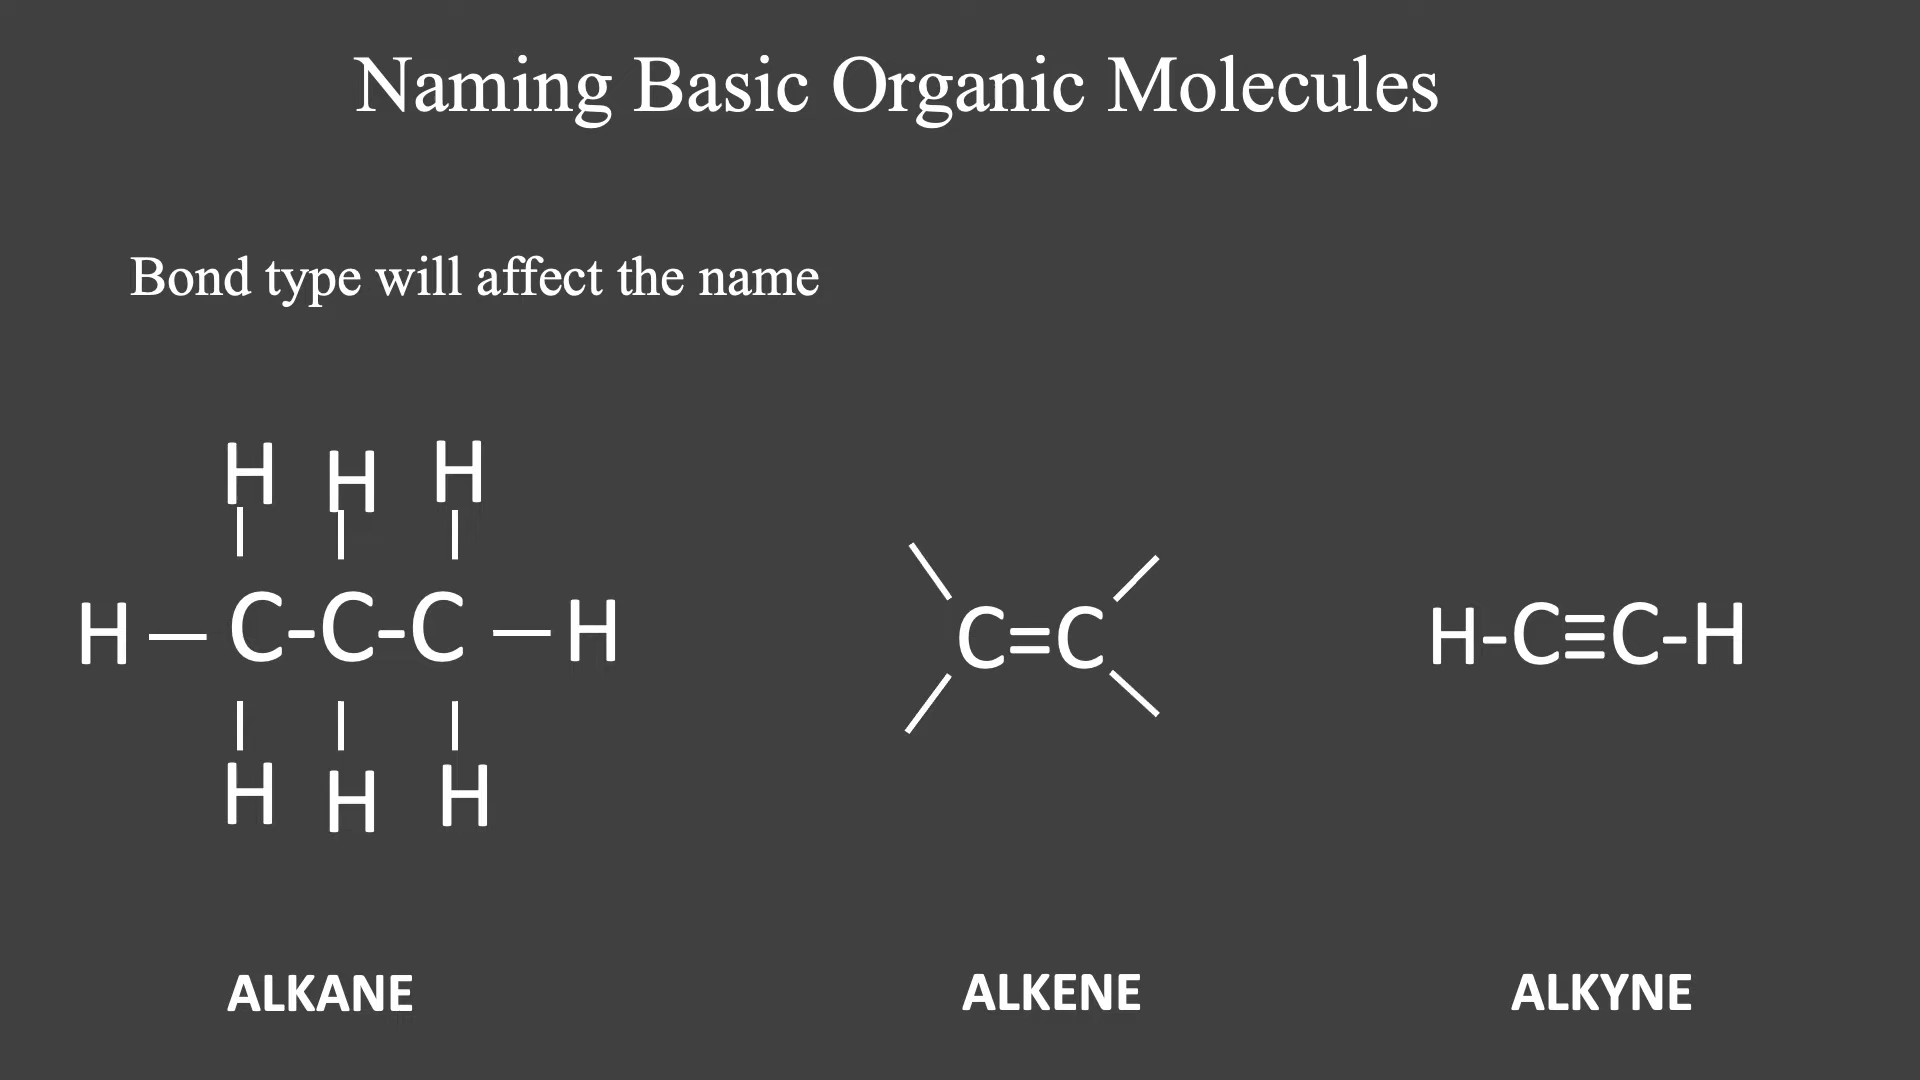 Naming Basic Organic Molecules
Bond type will affect the name
H H H
H — C-C-C — H
H H H
C=C
H-C≡C-H
ALKANE
ALKENE
ALKYNE